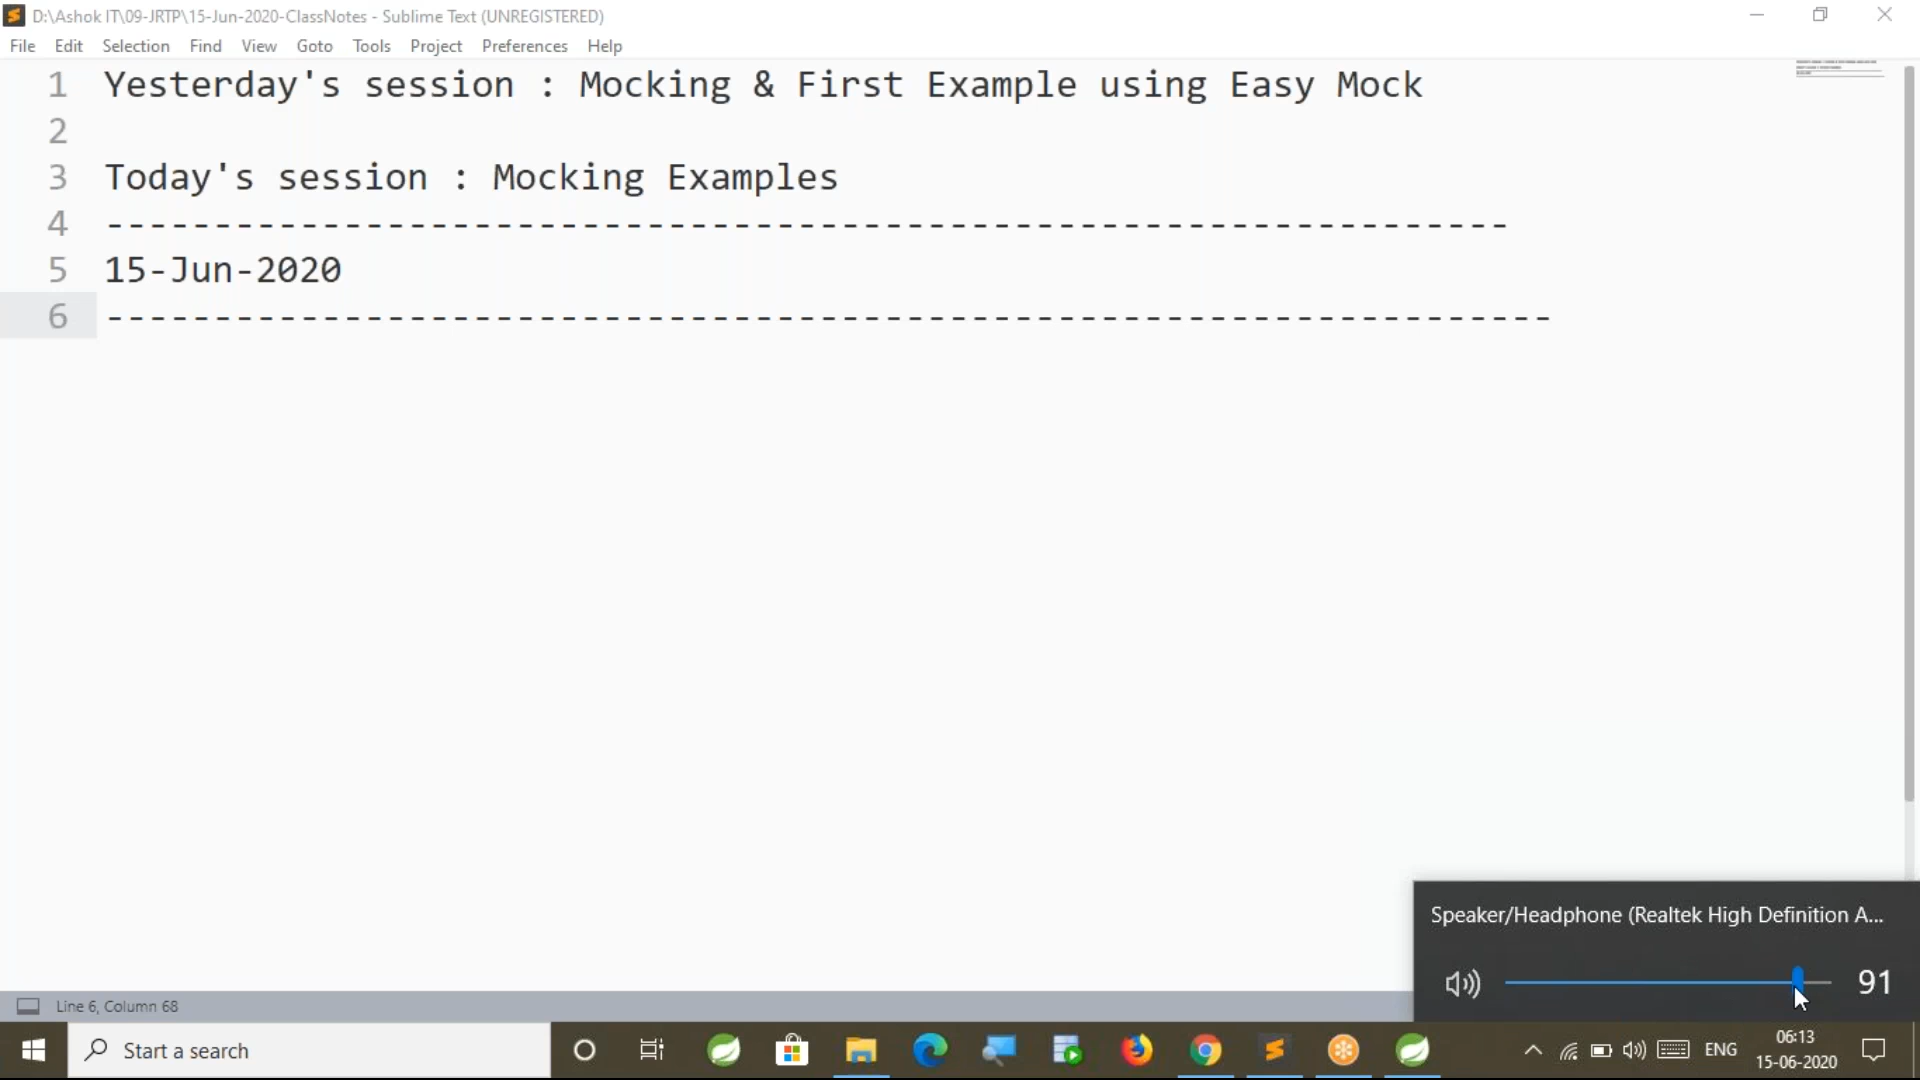 D:\Ashok IT\09-JRTP\15-Jun-2020-ClassNotes - Sublime Text (UNREGISTERED)
File Edit Selection Find View Goto Tools Project Preferences Help
1 Yesterday's session : Mocking & First Example using Easy Mock
2
3 Today's session : Mocking Examples
4 -----------------------------------------------------------------
5 15-Jun-2020
6 -------------------------------------------------------------------
Speaker/Headphone (Realtek High Definition A...
91
Line 6, Column 68
Start a search
ENG
06:13
15-06-2020